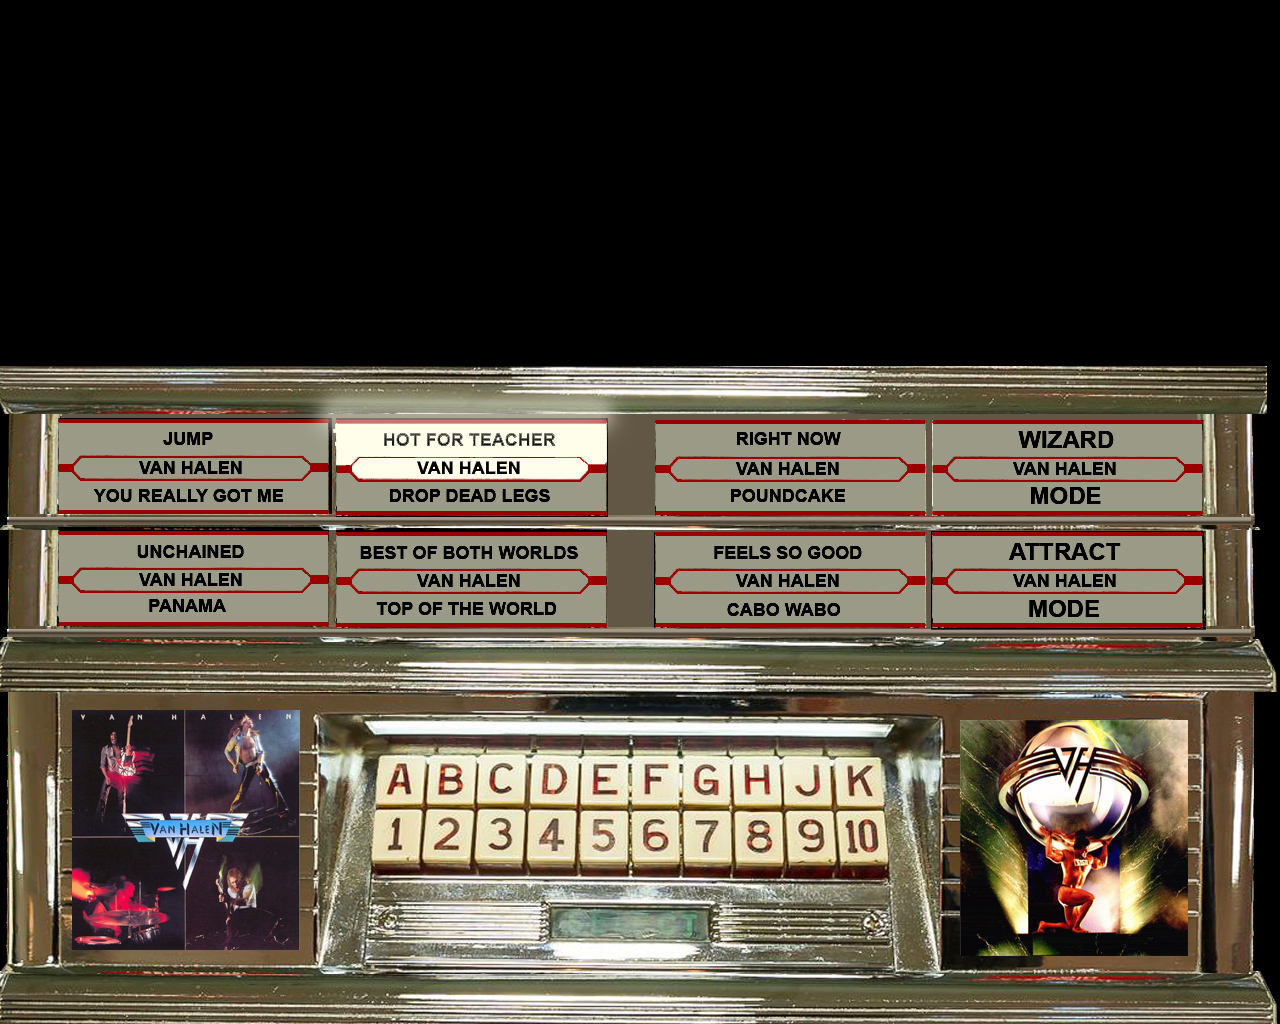 JUMP
VAN HALEN
YOU REALLY GOT ME
HOT FOR TEACHER
VAN HALEN
DROP DEAD LEGS
RIGHT NOW
VAN HALEN
POUNDCAKE
WIZARD
VAN HALEN
MODE
UNCHAINED
VAN HALEN
PANAMA
BEST OF BOTH WORLDS
VAN HALEN
TOP OF THE WORLD
FEELS SO GOOD
VAN HALEN
CABO WABO
ATTRACT
VAN HALEN
MODE
VAN HALEN
VAN HALEN
A B C D E F G H J K
1 2 3 4 5 6 7 8 9 10
VH
5150